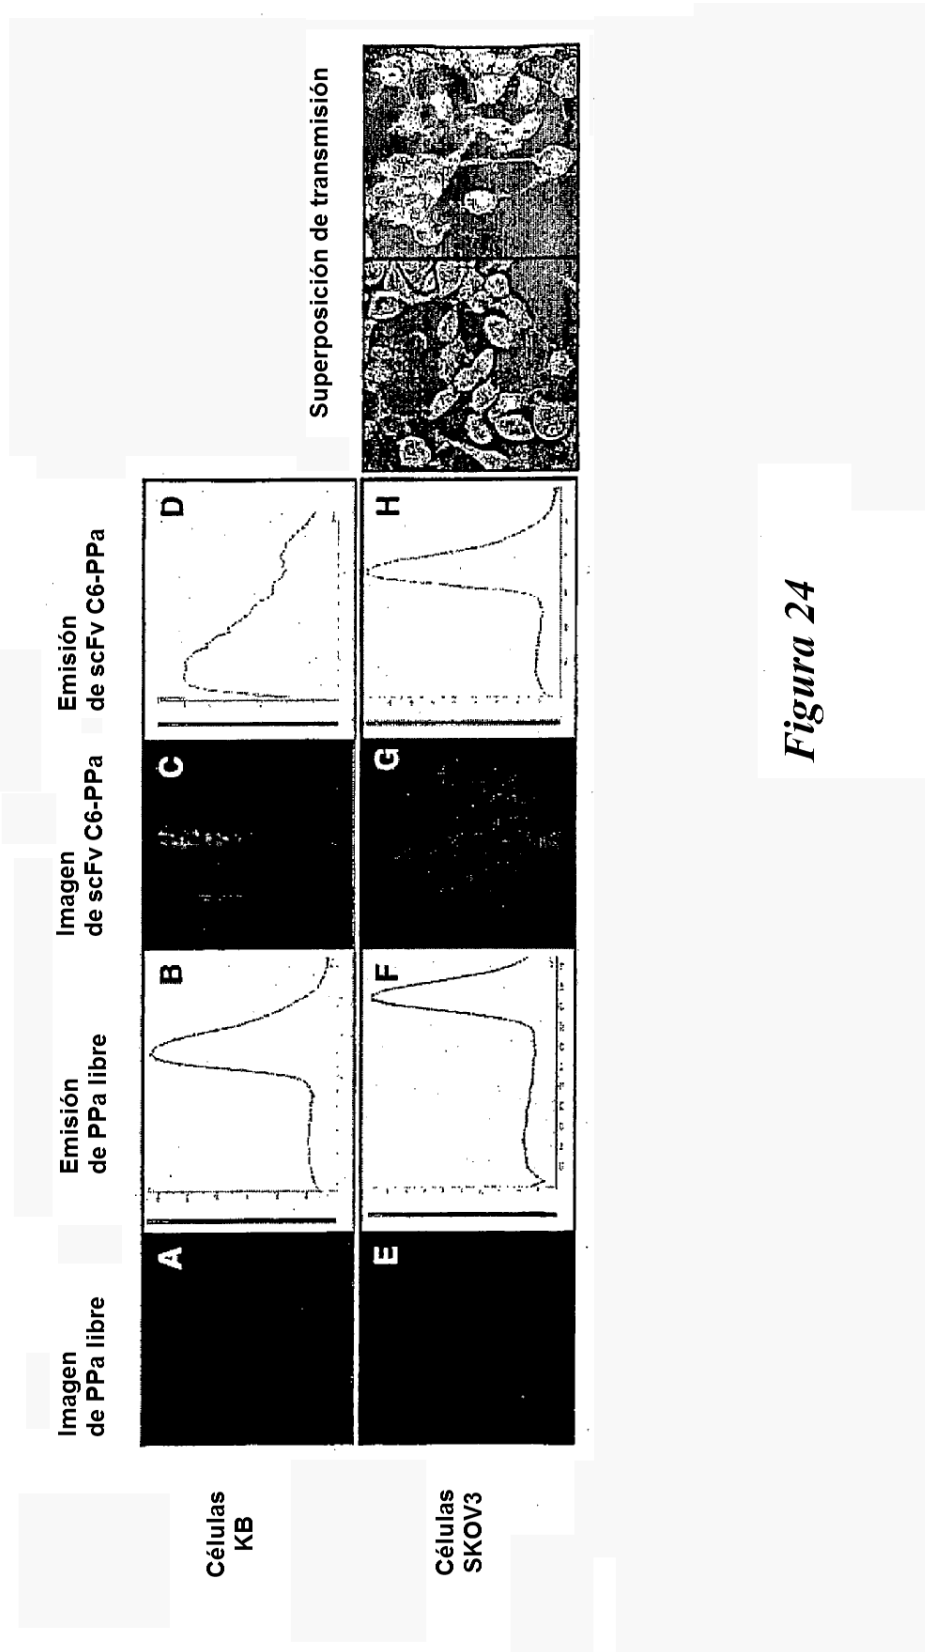 Imagen
de PPa libre
Emisión
de PPa libre
Imagen
de scFv C6-PPa
Emisión
de scFv C6-PPa
Superposición de transmisión
Células
KB
A
B
C
D
Células
SKOV3
E
F
G
H
Figura 24